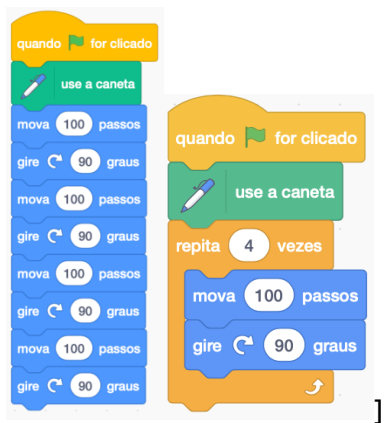 quando for clicado
use a caneta
mova 100 passos
gire 90 graus
mova 100 passos
gire 90 graus
mova 100 passos
gire 90 graus
mova 100 passos
gire 90 graus
quando for clicado
use a caneta
repita 4 vezes
mova 100 passos
gire 90 graus
]